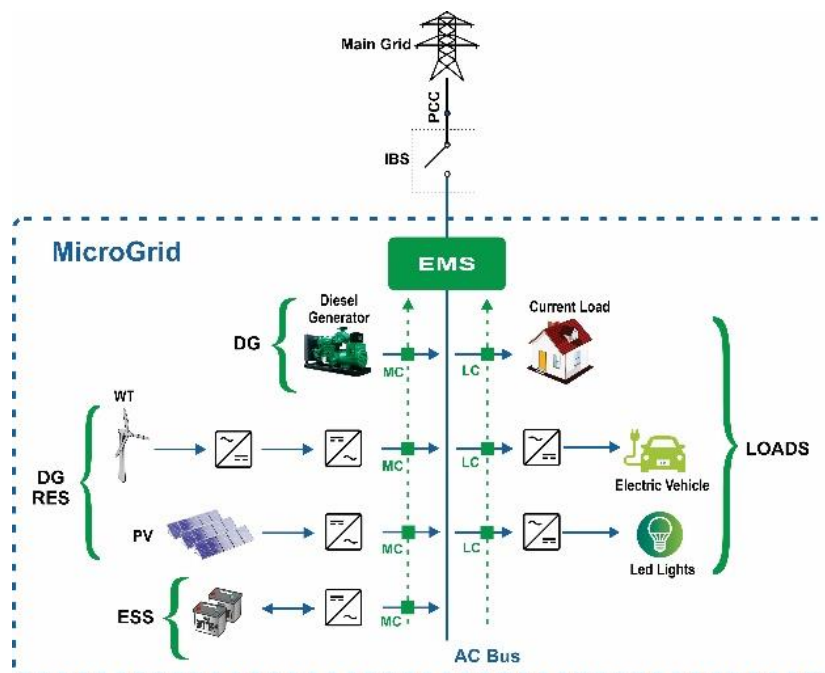 Main Grid
PCC
IBS
MicroGrid
EMS
Diesel
Generator
Current Load
DG
MC
LC
WT
MC
LC
LOADS
DG
RES
Electric Vehicle
PV
MC
LC
Led Lights
ESS
MC
AC Bus